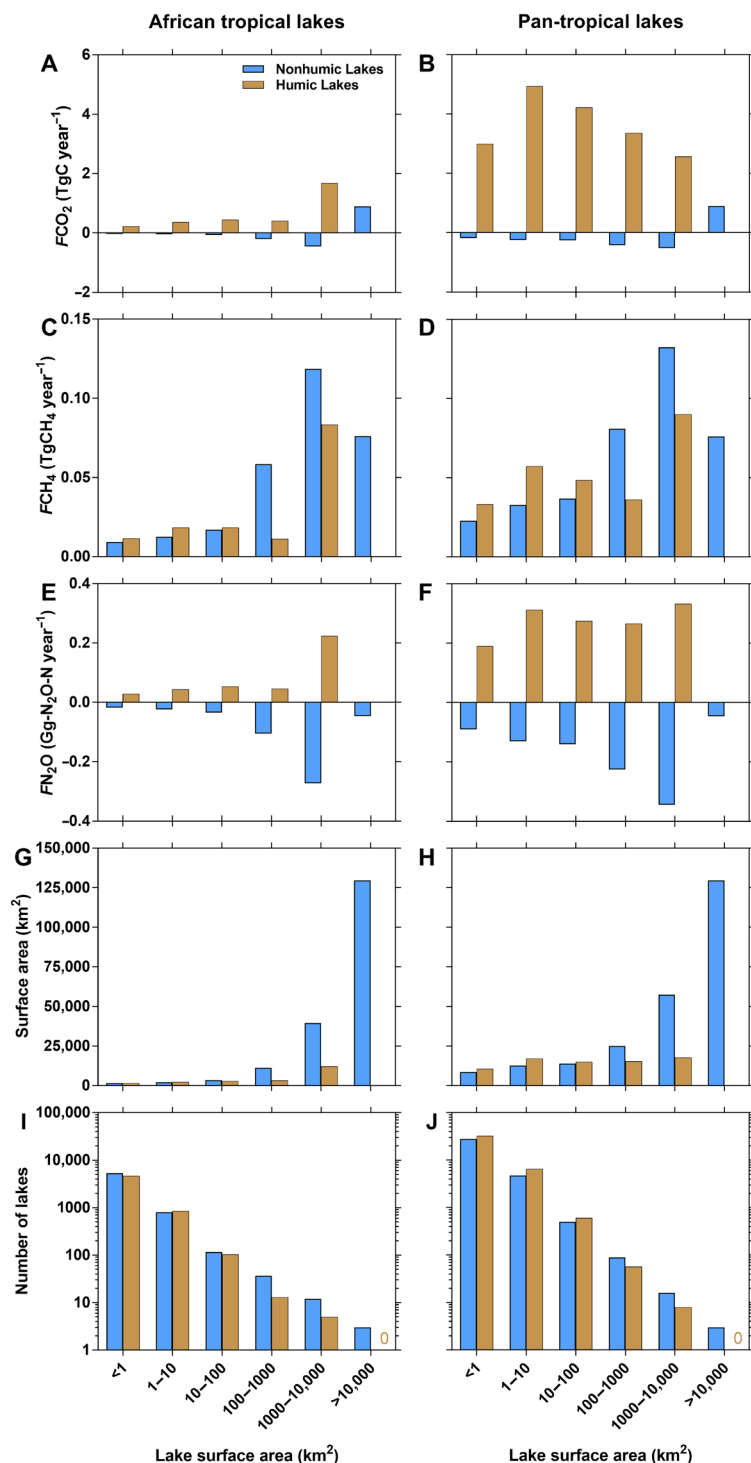 African tropical lakes
Pan-tropical lakes
A
B
Nonhumic Lakes
Humic Lakes
FCO₂ (TgC year⁻¹)
6
4
2
0
−2
C
D
FCH₄ (TgCH₄ year⁻¹)
0.15
0.10
0.05
0.00
E
F
FN₂O (Gg-N₂O-N year⁻¹)
0.4
0.2
0.0
−0.2
−0.4
G
H
Surface area (km²)
150,000
125,000
100,000
75,000
50,000
25,000
0
I
J
Number of lakes
100,000
10,000
1000
100
10
1
0
0
<1
1–10
10–100
100–1000
1000–10,000
>10,000
<1
1–10
10–100
100–1000
1000–10,000
>10,000
Lake surface area (km²)
Lake surface area (km²)